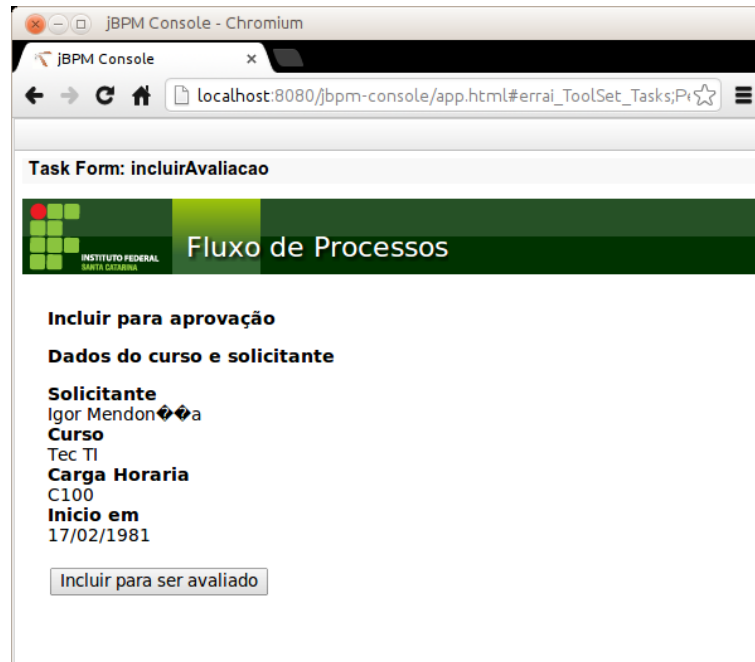 jBPM Console - Chromium
jBPM Console ×
localhost:8080/jbpm-console/app.html#errai_ToolSet_Tasks;P
Task Form: incluirAvaliacao
INSTITUTO FEDERAL
SANTA CATARINA
Fluxo de Processos
Incluir para aprovação
Dados do curso e solicitante
Solicitante
Igor Mendon��a
Curso
Tec TI
Carga Horaria
C100
Inicio em
17/02/1981
Incluir para ser avaliado